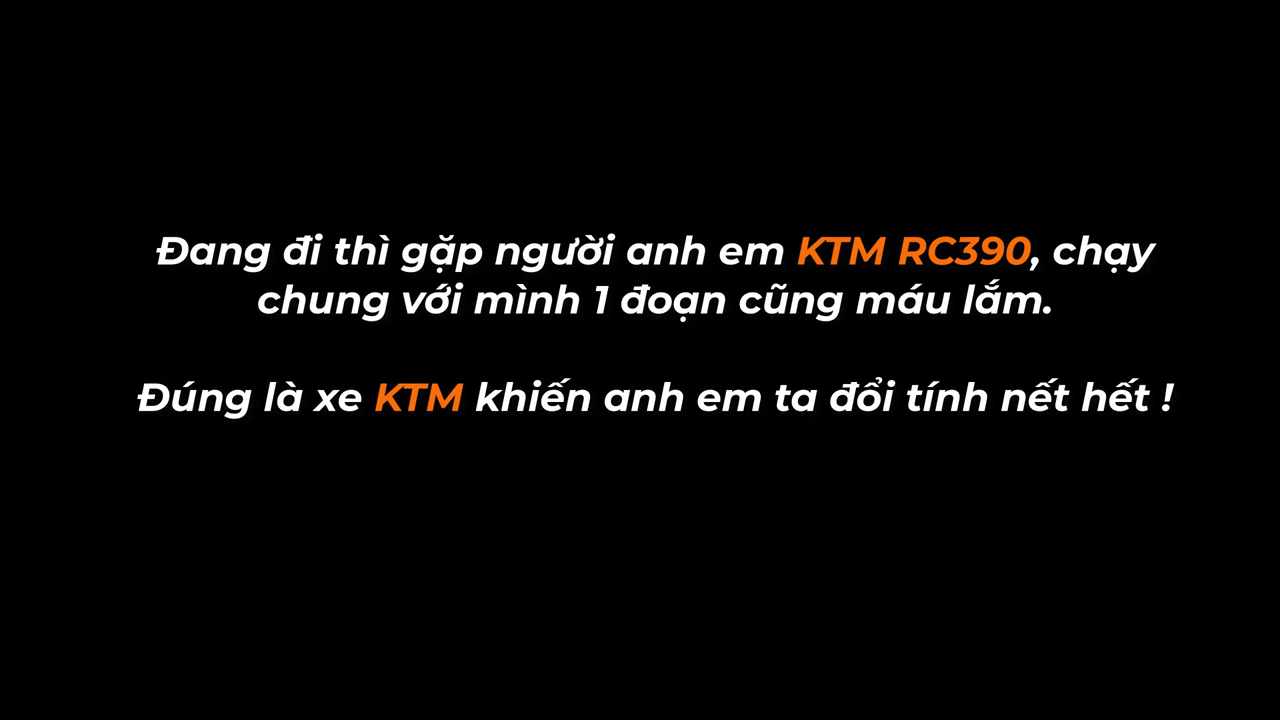 Đang đi thì gặp người anh em KTM RC390, chạy
chung với mình 1 đoạn cũng máu lắm.
Đúng là xe KTM khiến anh em ta đổi tính nết hết !